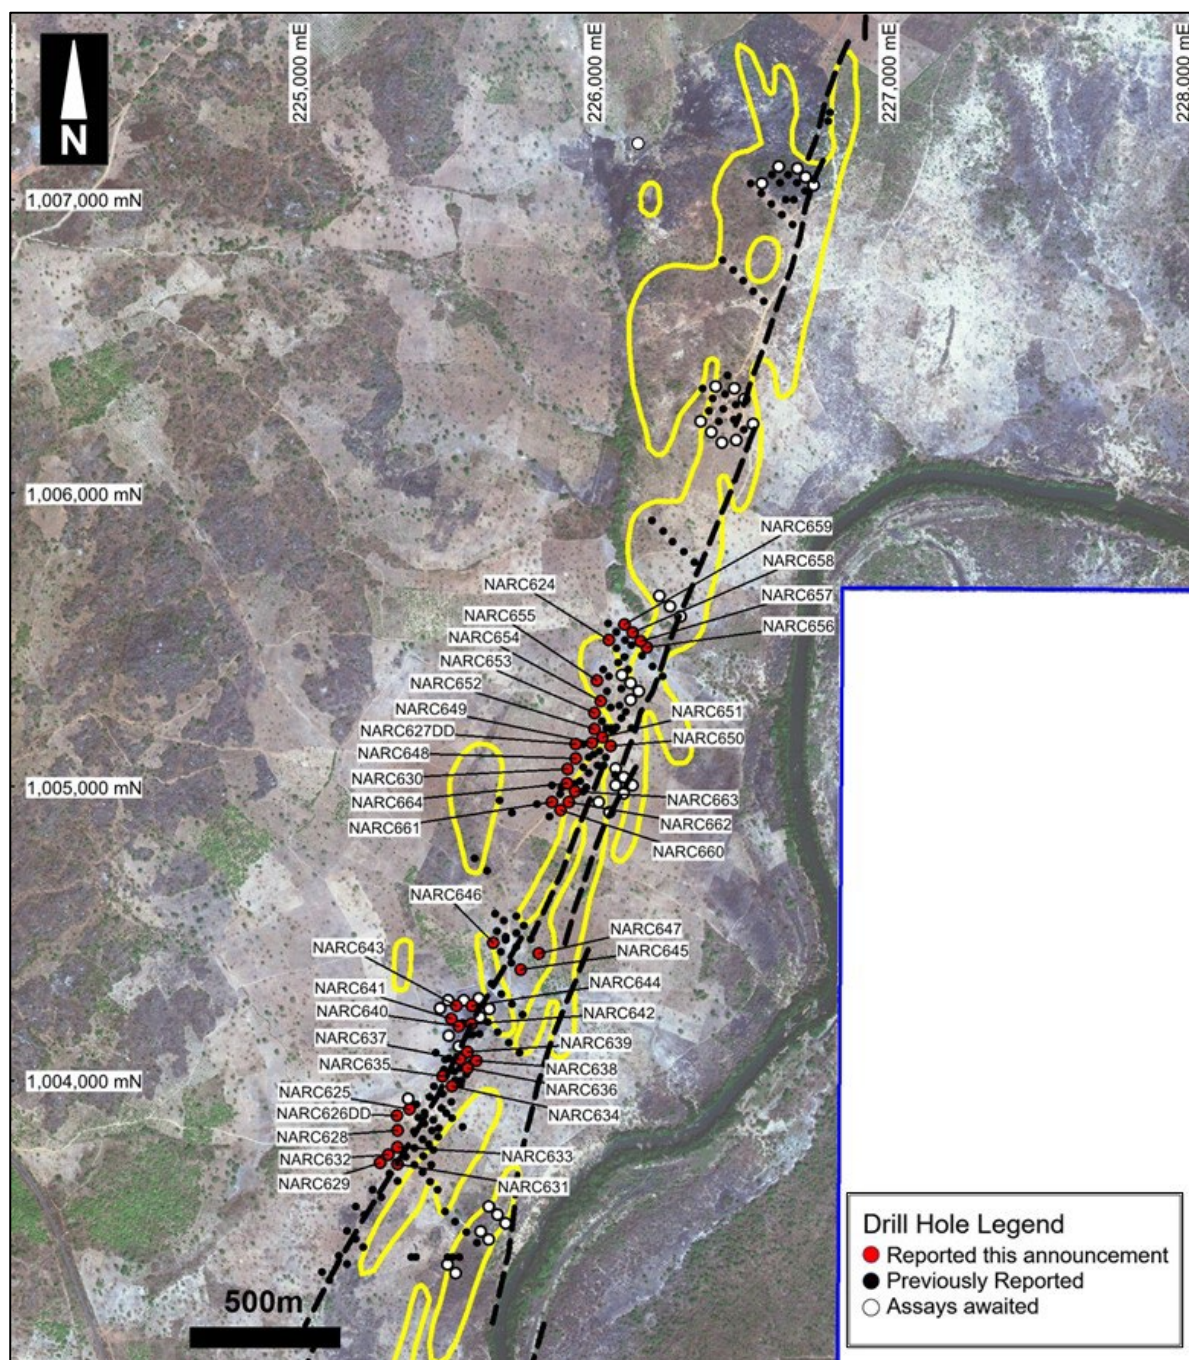 225,000 mE
226,000 mE
227,000 mE
228,000 mE
N
1,007,000 mN
1,006,000 mN
NARC659
NARC658
NARC624
NARC657
NARC655
NARC656
NARC654
NARC653
NARC652
NARC649
NARC651
NARC627DD
NARC650
NARC648
NARC630
1,005,000 mN
NARC664
NARC663
NARC661
NARC662
NARC660
NARC646
NARC647
NARC643
NARC645
NARC641
NARC644
NARC640
NARC642
NARC637
NARC639
NARC635
NARC638
1,004,000 mN
NARC636
NARC625
NARC634
NARC626DD
NARC628
NARC632
NARC633
NARC629
NARC631
Drill Hole Legend
Reported this announcement
Previously Reported
Assays awaited
500m